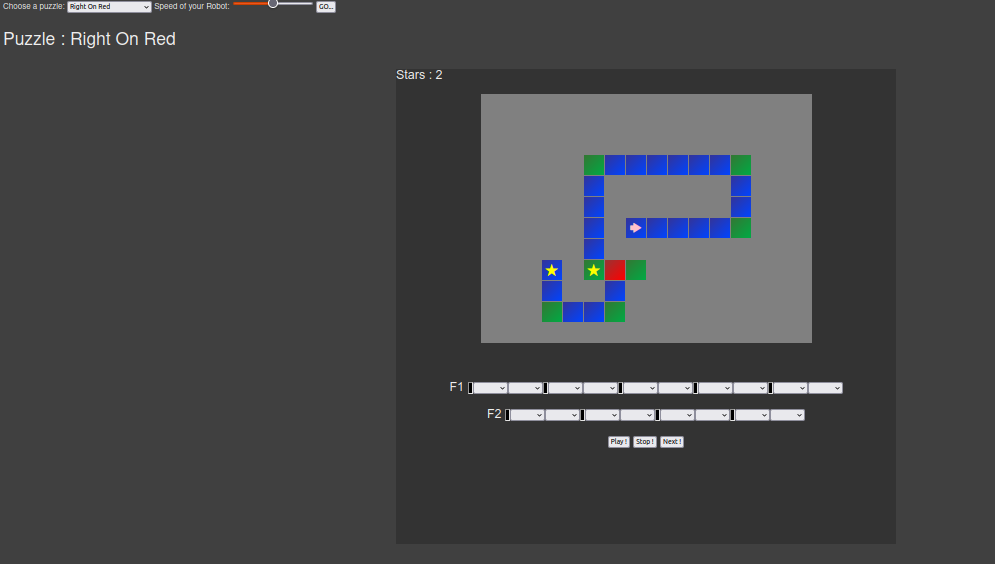 Choose a puzzle: Right On Red Speed of your Robot: GO...
Puzzle : Right On Red
Stars : 2
F1
F2
Play ! Stop ! Next !